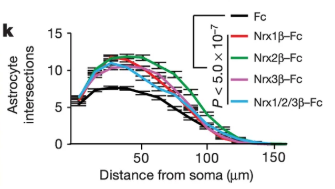 k
Astrocyte
intersections
15
10
5
0
50
100
150
Distance from soma (μm)
P < 5.0 × 10⁻⁷
Fc
Nrx1β–Fc
Nrx2β–Fc
Nrx3β–Fc
Nrx1/2/3β–Fc